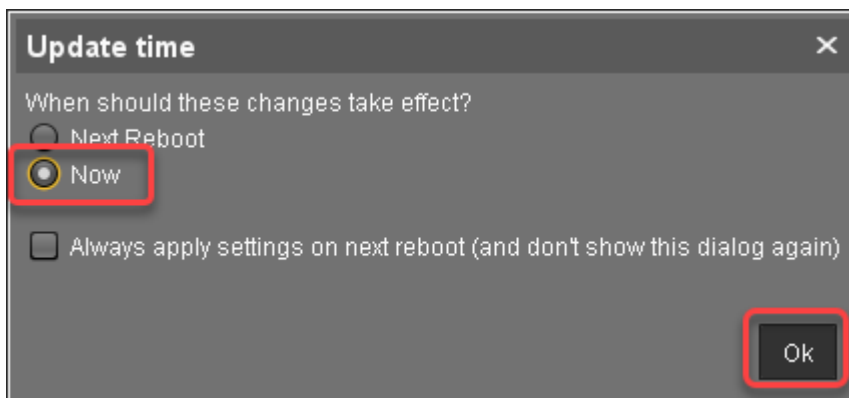 Update time
When should these changes take effect?
Next Reboot
Now
Always apply settings on next reboot (and don't show this dialog again)
Ok